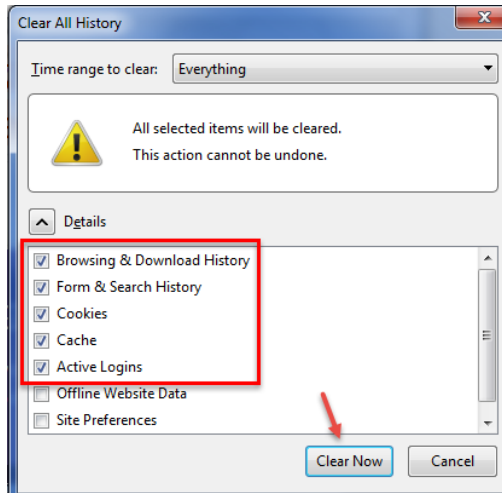 Clear All History
Time range to clear: Everything
All selected items will be cleared.
This action cannot be undone.
Details
Browsing & Download History
Form & Search History
Cookies
Cache
Active Logins
Offline Website Data
Site Preferences
Clear Now Cancel